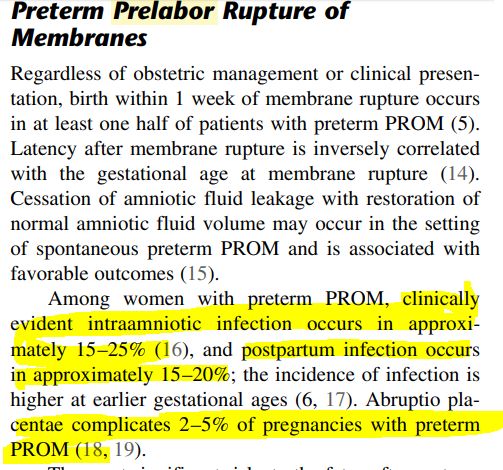 Preterm Prelabor Rupture of
Membranes
Regardless of obstetric management or clinical presen-
tation, birth within 1 week of membrane rupture occurs
in at least one half of patients with preterm PROM (5).
Latency after membrane rupture is inversely correlated
with the gestational age at membrane rupture (14).
Cessation of amniotic fluid leakage with restoration of
normal amniotic fluid volume may occur in the setting
of spontaneous preterm PROM and is associated with
favorable outcomes (15).
Among women with preterm PROM, clinically
evident intraamniotic infection occurs in approxi-
mately 15–25% (16), and postpartum infection occurs
in approximately 15–20%; the incidence of infection is
higher at earlier gestational ages (6, 17). Abruptio pla-
centae complicates 2–5% of pregnancies with preterm
PROM (18, 19).